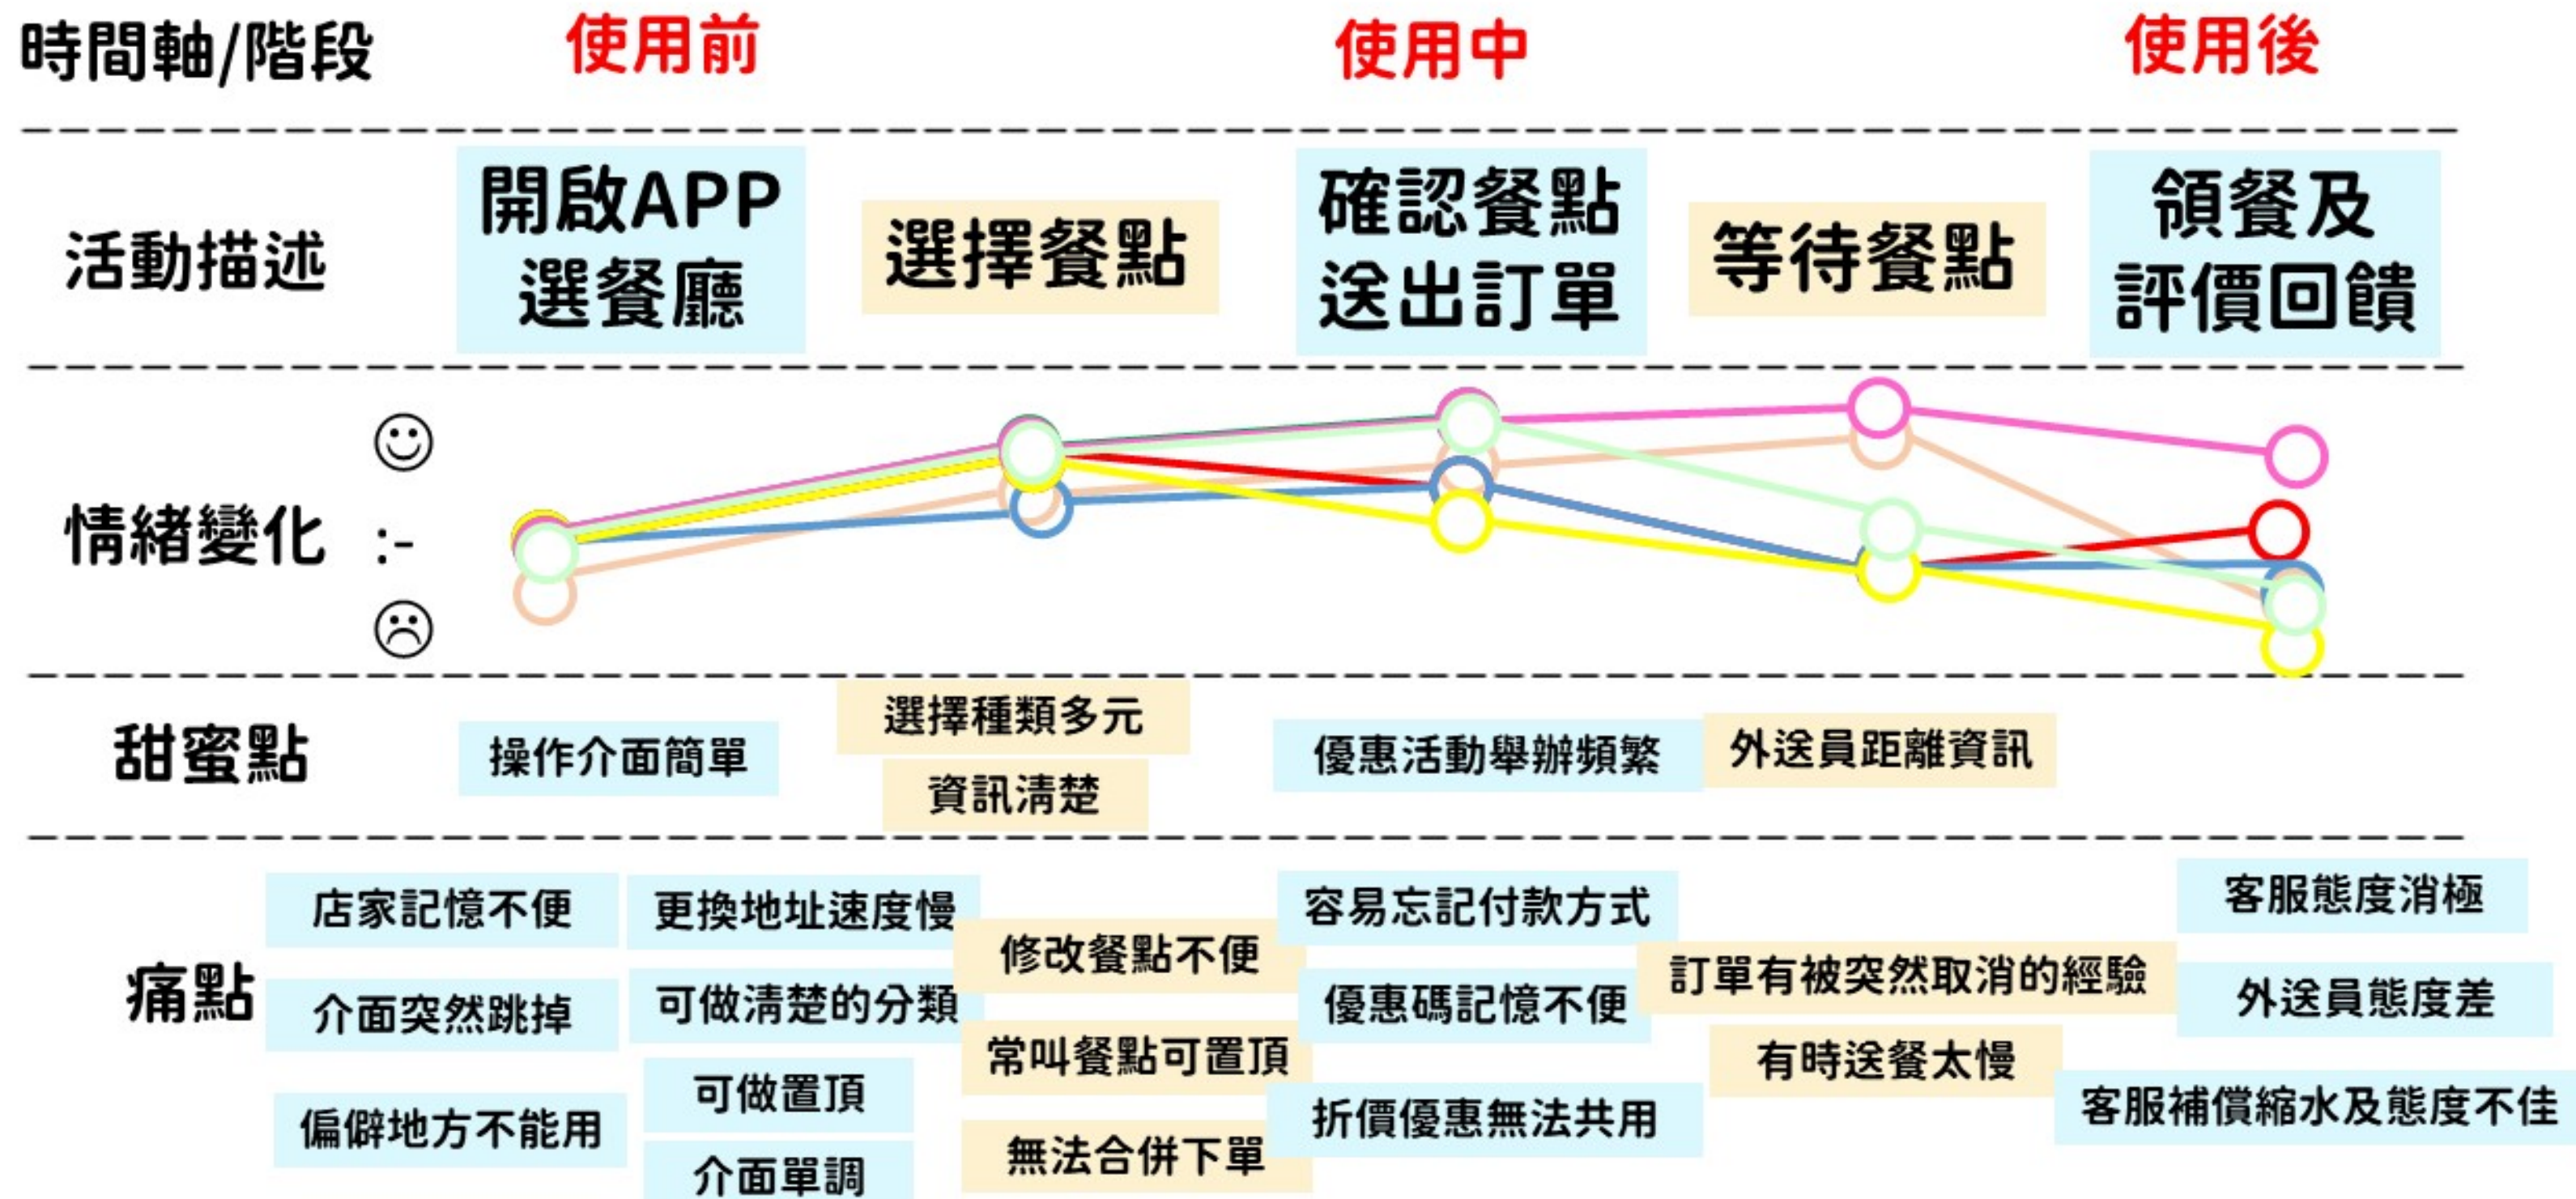 時間軸/階段
使用前
使用中
使用後
活動描述
開啟APP
選餐廳
選擇餐點
確認餐點
送出訂單
等待餐點
領餐及
評價回饋
情緒變化
:-
甜蜜點
操作介面簡單
選擇種類多元
資訊清楚
優惠活動舉辦頻繁
外送員距離資訊
痛點
店家記憶不便
介面突然跳掉
偏僻地方不能用
更換地址速度慢
可做清楚的分類
可做置頂
介面單調
修改餐點不便
常叫餐點可置頂
無法合併下單
容易忘記付款方式
優惠碼記憶不便
折價優惠無法共用
訂單有被突然取消的經驗
有時送餐太慢
客服態度消極
外送員態度差
客服補償縮水及態度不佳